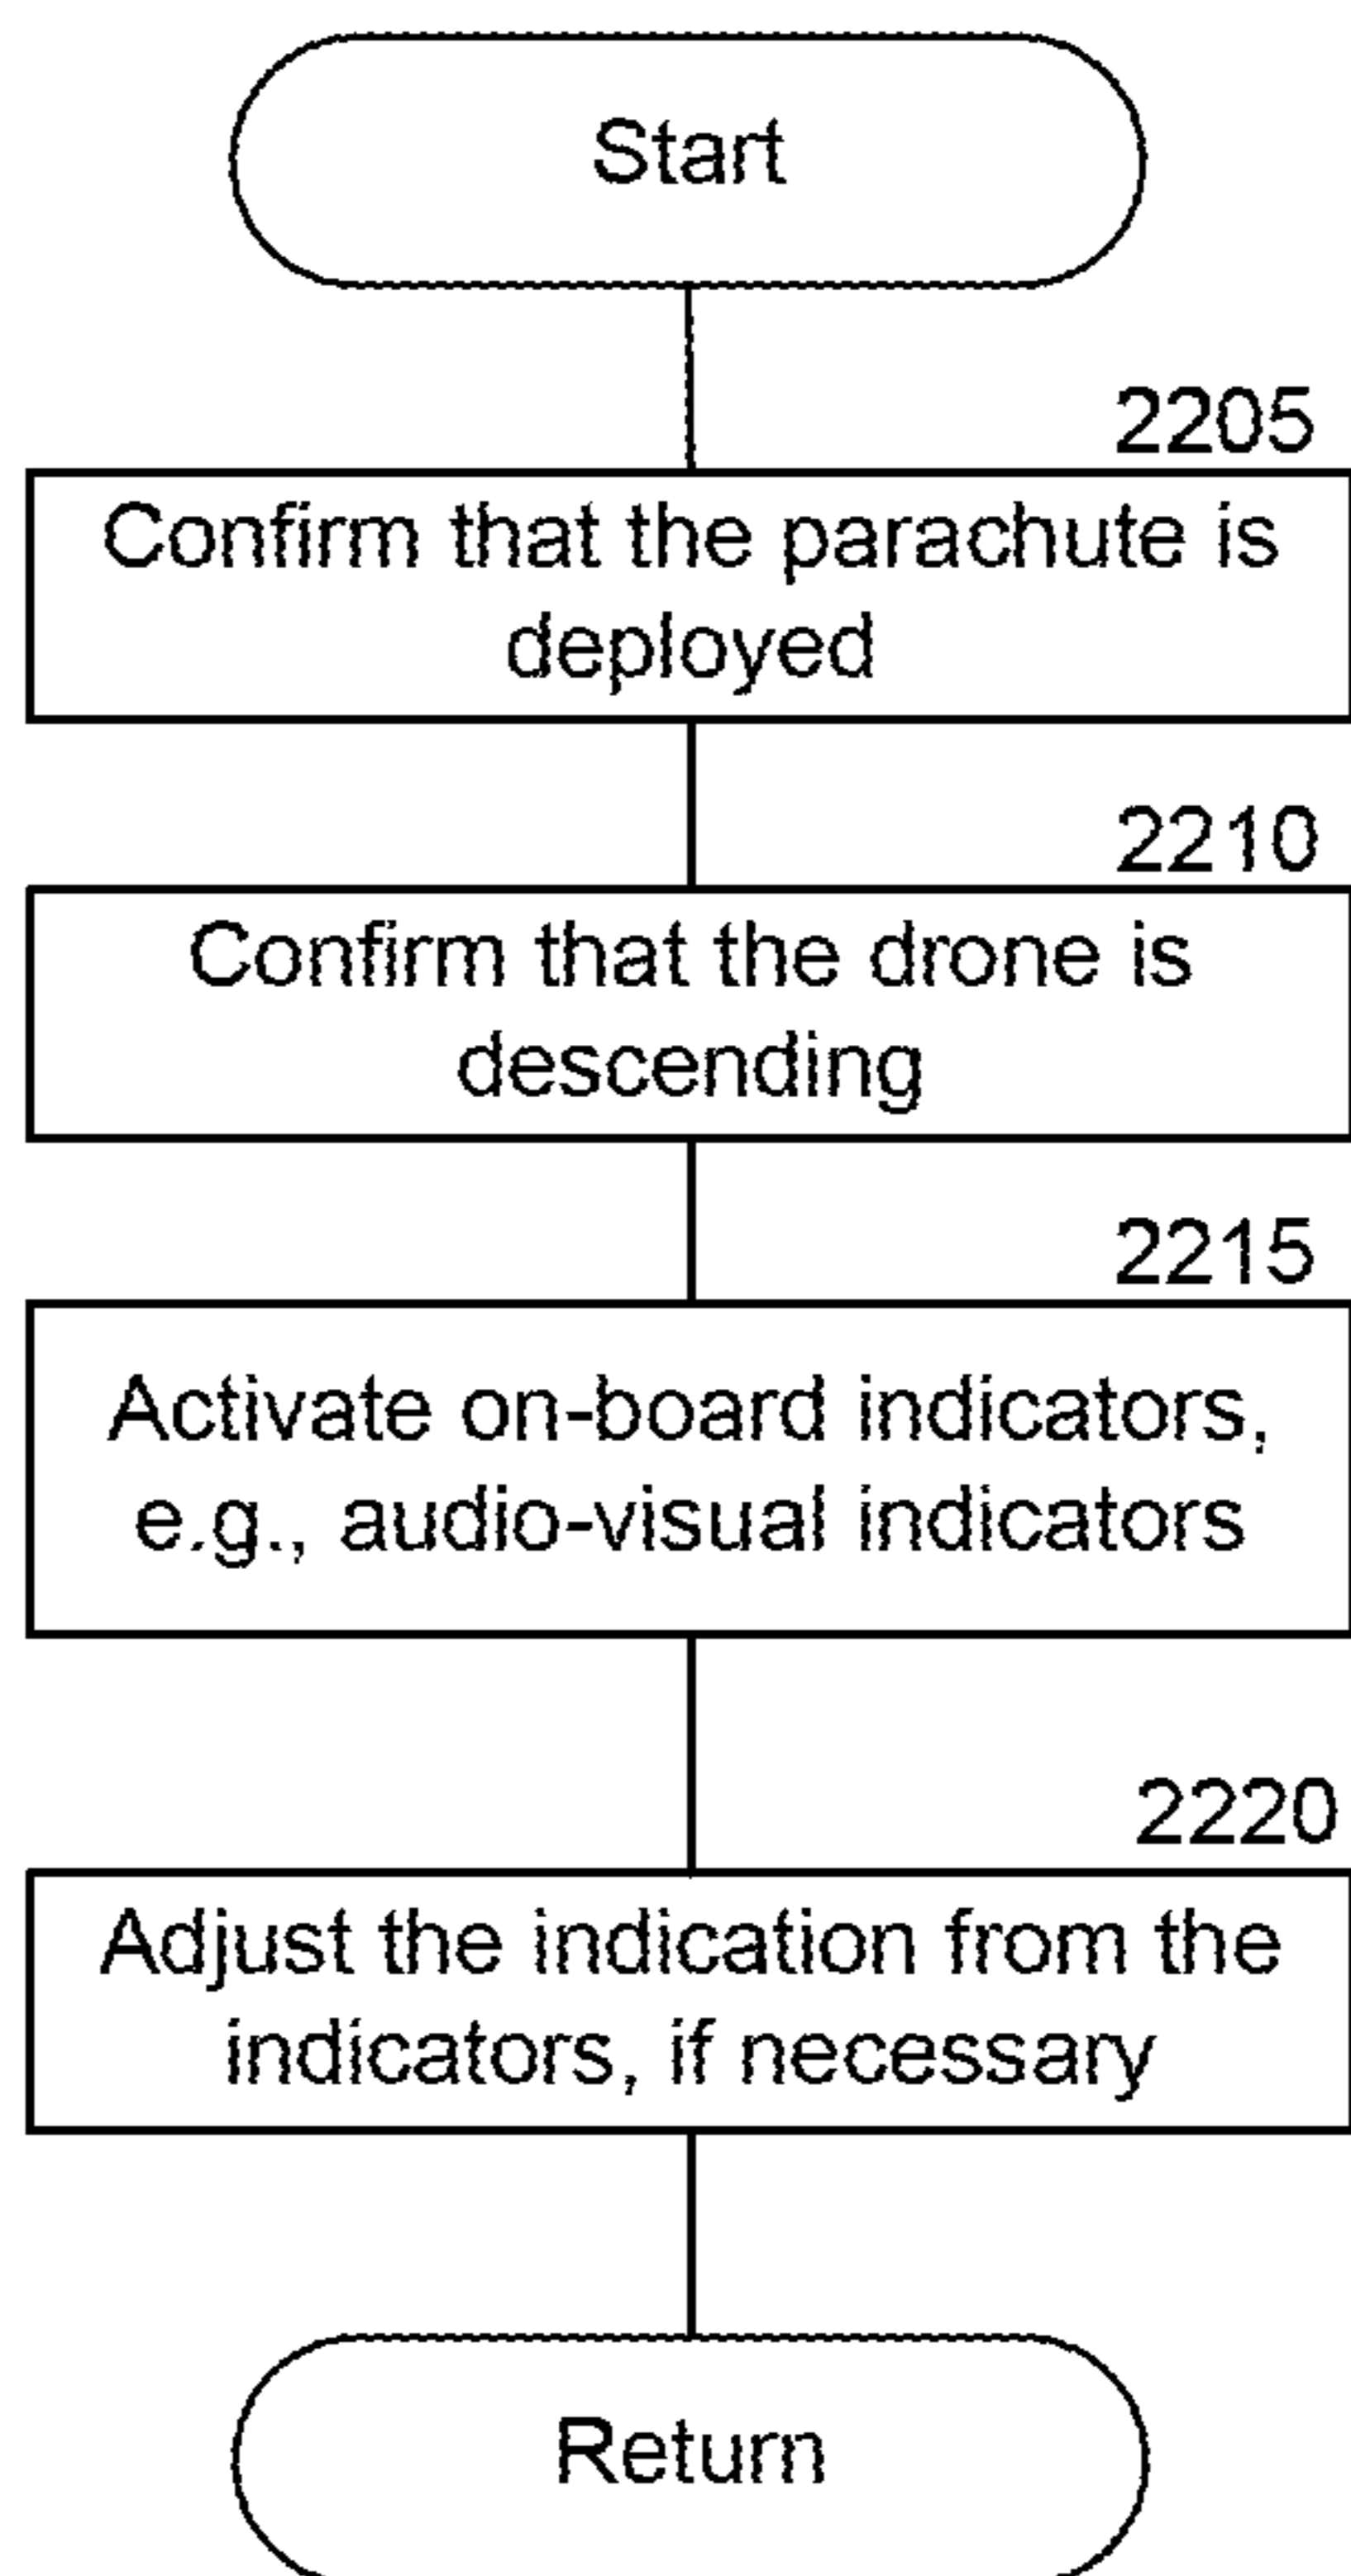 Start
2205
Confirm that the parachute is
deployed
2210
Confirm that the drone is
descending
2215
Activate on-board indicators,
e.g., audio-visual indicators
2220
Adjust the indication from the
indicators, if necessary
Return